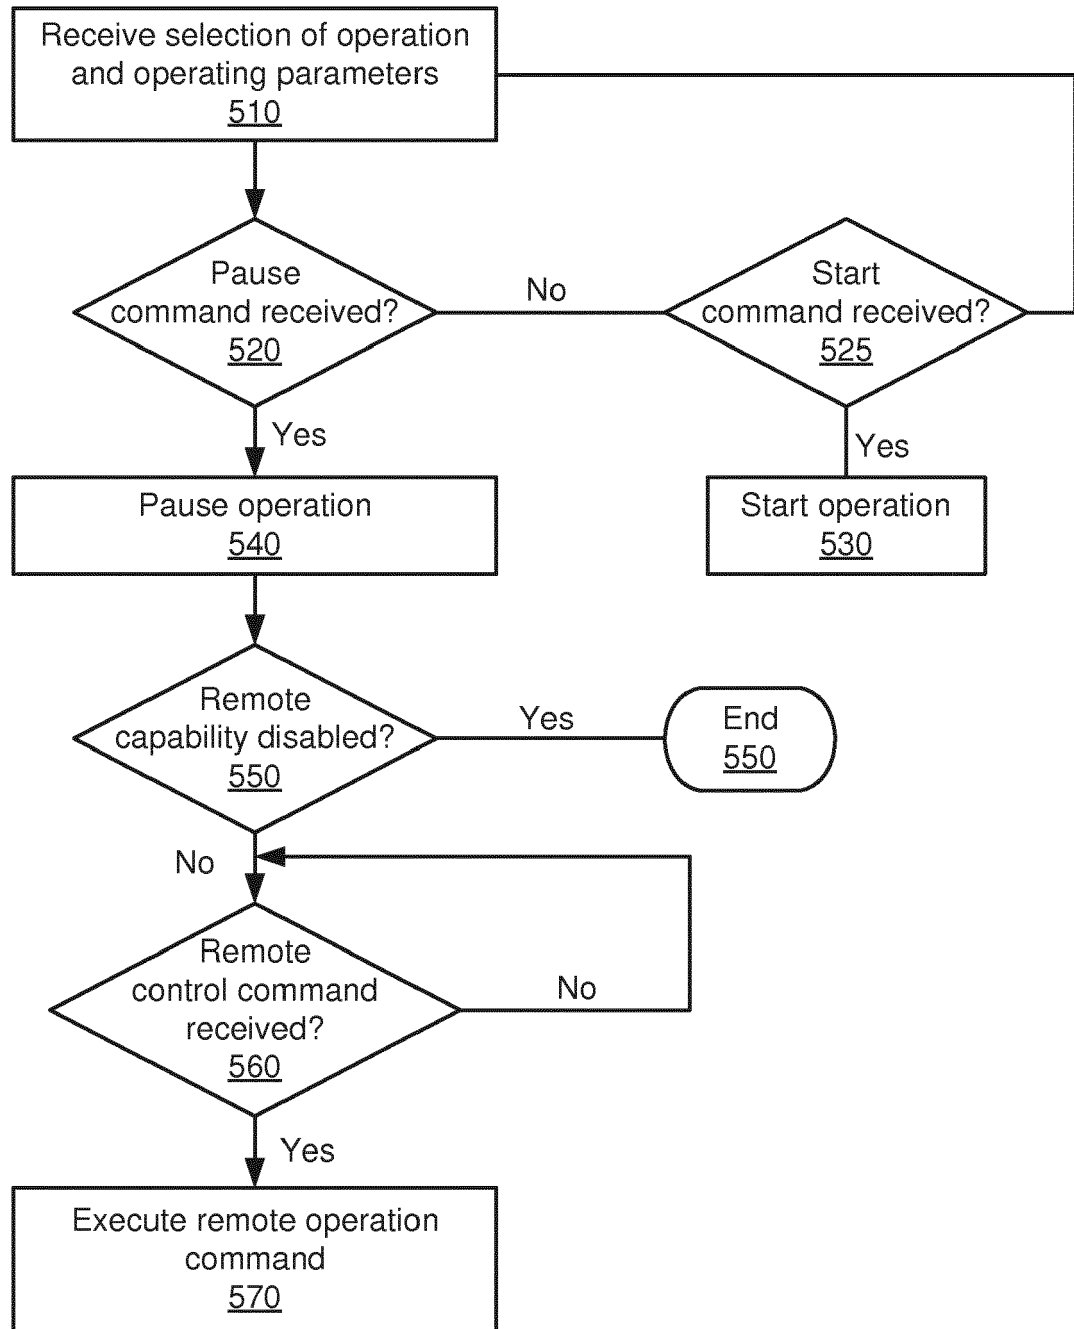 Receive selection of operation
and operating parameters
510
Pause
command received?
520
No
Start
command received?
525
Yes
Yes
Pause operation
540
Start operation
530
Remote
capability disabled?
550
Yes
End
550
No
Remote
control command
received?
560
No
Yes
Execute remote operation
command
570